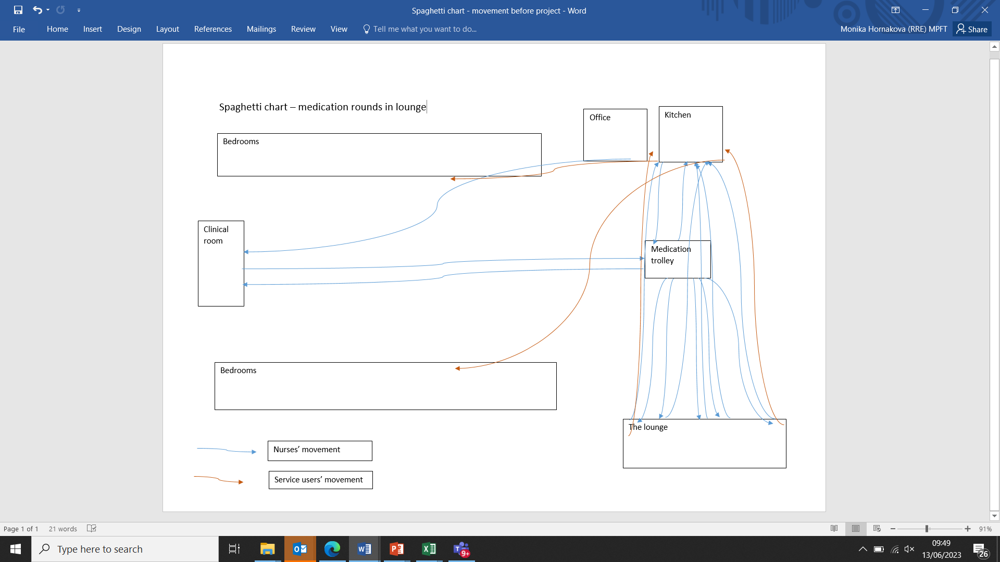 Spaghetti chart - movement before project - Word
File Home Insert Design Layout References Mailings Review View Tell me what you want to do... Monika Hornakova (RRE) MPFT Share
Spaghetti chart – medication rounds in lounge
Office
Kitchen
Bedrooms
Clinical
room
Medication
trolley
Bedrooms
The lounge
Nurses’ movement
Service users’ movement
Page 1 of 1 21 words 91%
Type here to search
9+
09:49
13/06/2023
26